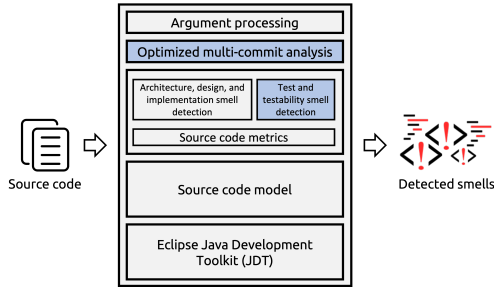 Argument processing
Optimized multi-commit analysis
Architecture, design, and
implementation smell
detection
Test and
testability smell
detection
Source code metrics
Source code
Detected smells
Source code model
Eclipse Java Development
Toolkit (JDT)